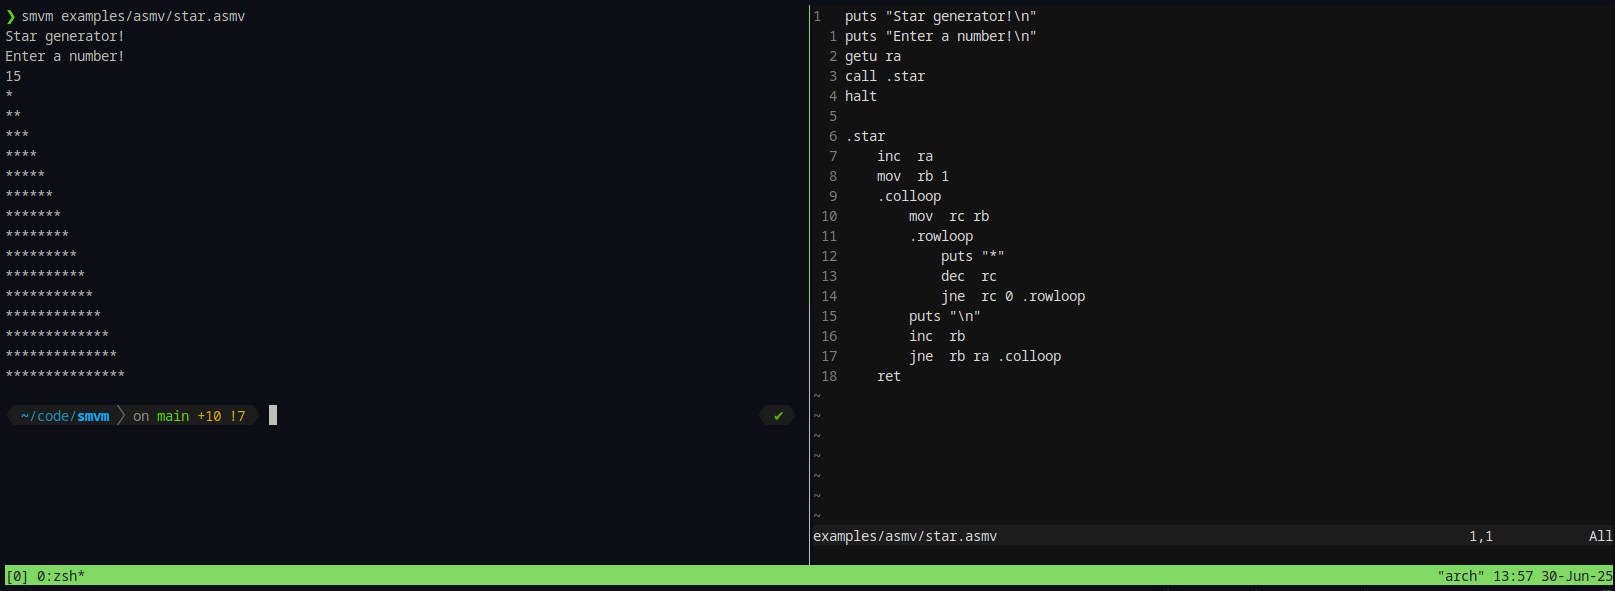 ❯ smvm examples/asmv/star.asmv
Star generator!
Enter a number!
15
*
**
***
****
*****
******
*******
********
*********
**********
***********
************
*************
**************
***************
~/code/smvm on main +10 !7 ✔
1 puts "Star generator!\n"
1 puts "Enter a number!\n"
2 getu ra
3 call .star
4 halt
5
6 .star
7 inc  ra
8 mov  rb 1
9 .colloop
10 mov  rc rb
11 .rowloop
12 puts "*"
13 dec  rc
14 jne  rc 0 .rowloop
15 puts "\n"
16 inc  rb
17 jne  rb ra .colloop
18 ret
~
~
~
~
~
~
~
examples/asmv/star.asmv 1,1 All
[0] 0:zsh* "arch" 13:57 30-Jun-25